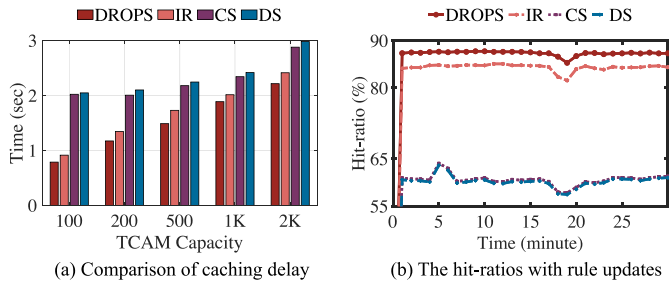 DROPS IR CS DS
3
2
1
0
Time (sec)
100 200 500 1K 2K
TCAM Capacity
(a) Comparison of caching delay
DROPS IR CS DS
90
80
65
55
Hit-ratio (%)
0 5 10 15 20 25
Time (minute)
(b) The hit-ratios with rule updates